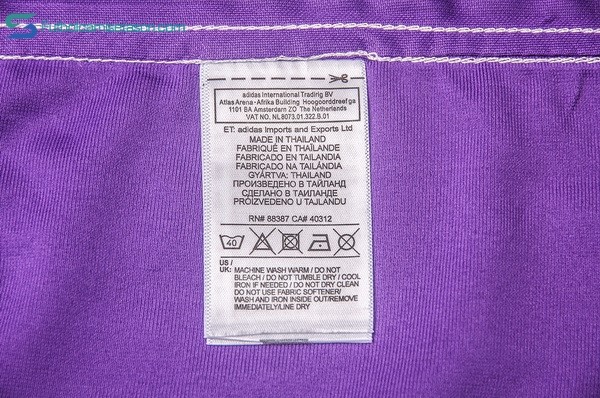 adidas International Trading BV
Atlas Arena - Afrika Building Hoogoorddreef ga
1101 BA Amsterdam ZO The Netherlands
VAT NO. NL8073.01.322.B.01
ET: adidas Imports and Exports Ltd
MADE IN THAILAND
FABRIQUÉ EN THAÏLANDE
FABRICADO EN TAILANDIA
FABRICADO NA TAILÂNDIA
GYÁRTVA: THAILAND
ПРОИЗВЕДЕНО В ТАЙЛАНД
СДЕЛАНО В ТАИЛАНДЕ
PROIZVEDENO U TAJLANDU
RN# 88387 CA# 40312
40
US /
UK: MACHINE WASH WARM / DO NOT
BLEACH / DO NOT TUMBLE DRY / COOL
IRON IF NEEDED / DO NOT DRY CLEAN
DO NOT USE FABRIC SOFTENER/
WASH AND IRON INSIDE OUT/REMOVE
IMMEDIATELY/LINE DRY